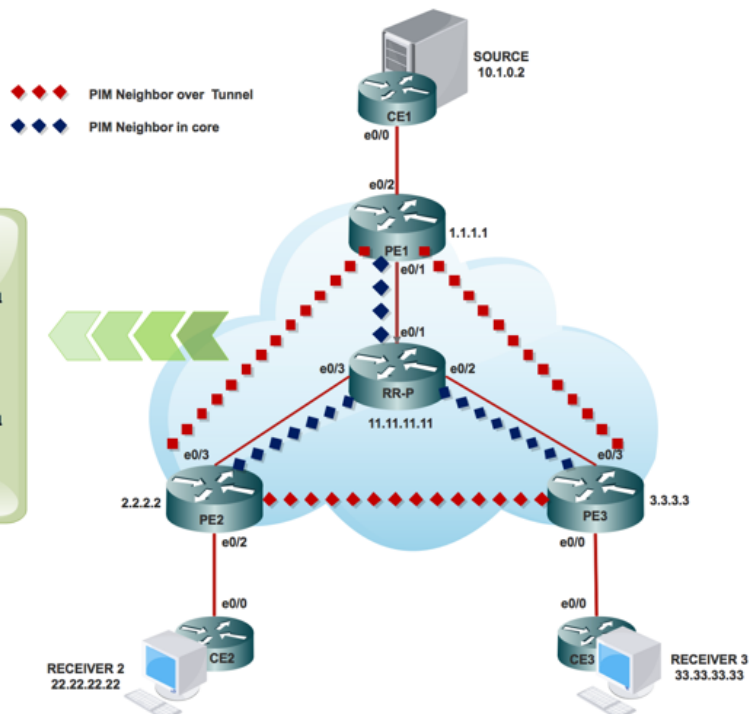 SOURCE
10.1.0.2
PIM Neighbor over Tunnel
PIM Neighbor in core
CE1
e0/0
e0/2
1.1.1.1
PE1
e0/1
e0/1
e0/3
e0/2
RR-P
11.11.11.11
e0/3
e0/3
2.2.2.2
PE2
3.3.3.3
PE3
e0/2
e0/0
e0/0
e0/0
CE2
CE3
RECEIVER 2
22.22.22.22
RECEIVER 3
33.33.33.33